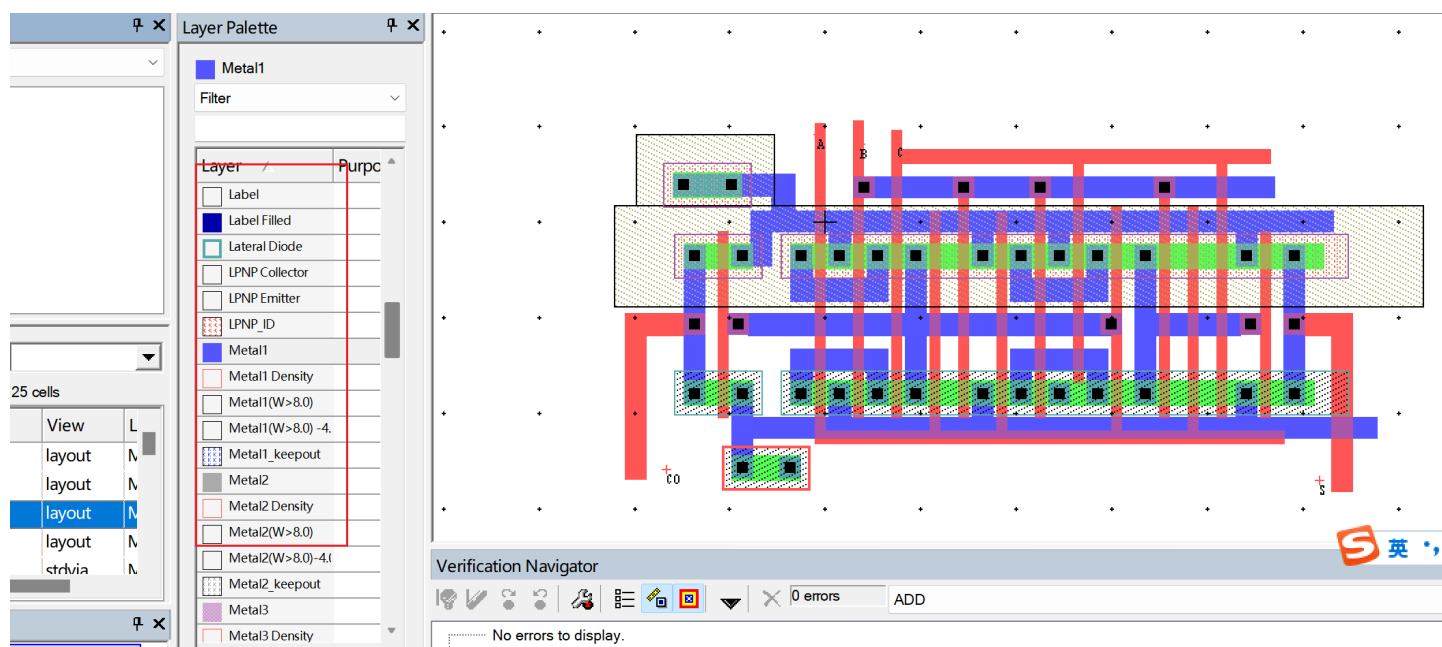 Layer Palette
Metal1
Filter
Layer
Purpo
Label
Label Filled
Lateral Diode
LPNP Collector
LPNP Emitter
LPNP_ID
Metal1
Metal1 Density
Metal1(W>8.0)
Metal1(W>8.0) -4.
Metal1_keepout
Metal2
Metal2 Density
Metal2(W>8.0)
Metal2(W>8.0)-4.(
Metal2_keepout
Metal3
Metal3 Density
25 cells
View
L
layout
M
layout
M
layout
M
layout
M
stdvia
M
A
B
C
CO
S
英
Verification Navigator
0 errors
ADD
No errors to display.